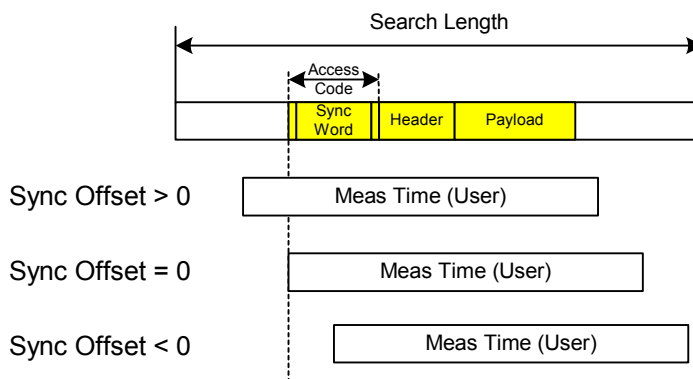 Search Length
Access
Code
Sync
Word
Header
Payload
Sync Offset > 0
Meas Time (User)
Sync Offset = 0
Meas Time (User)
Sync Offset < 0
Meas Time (User)